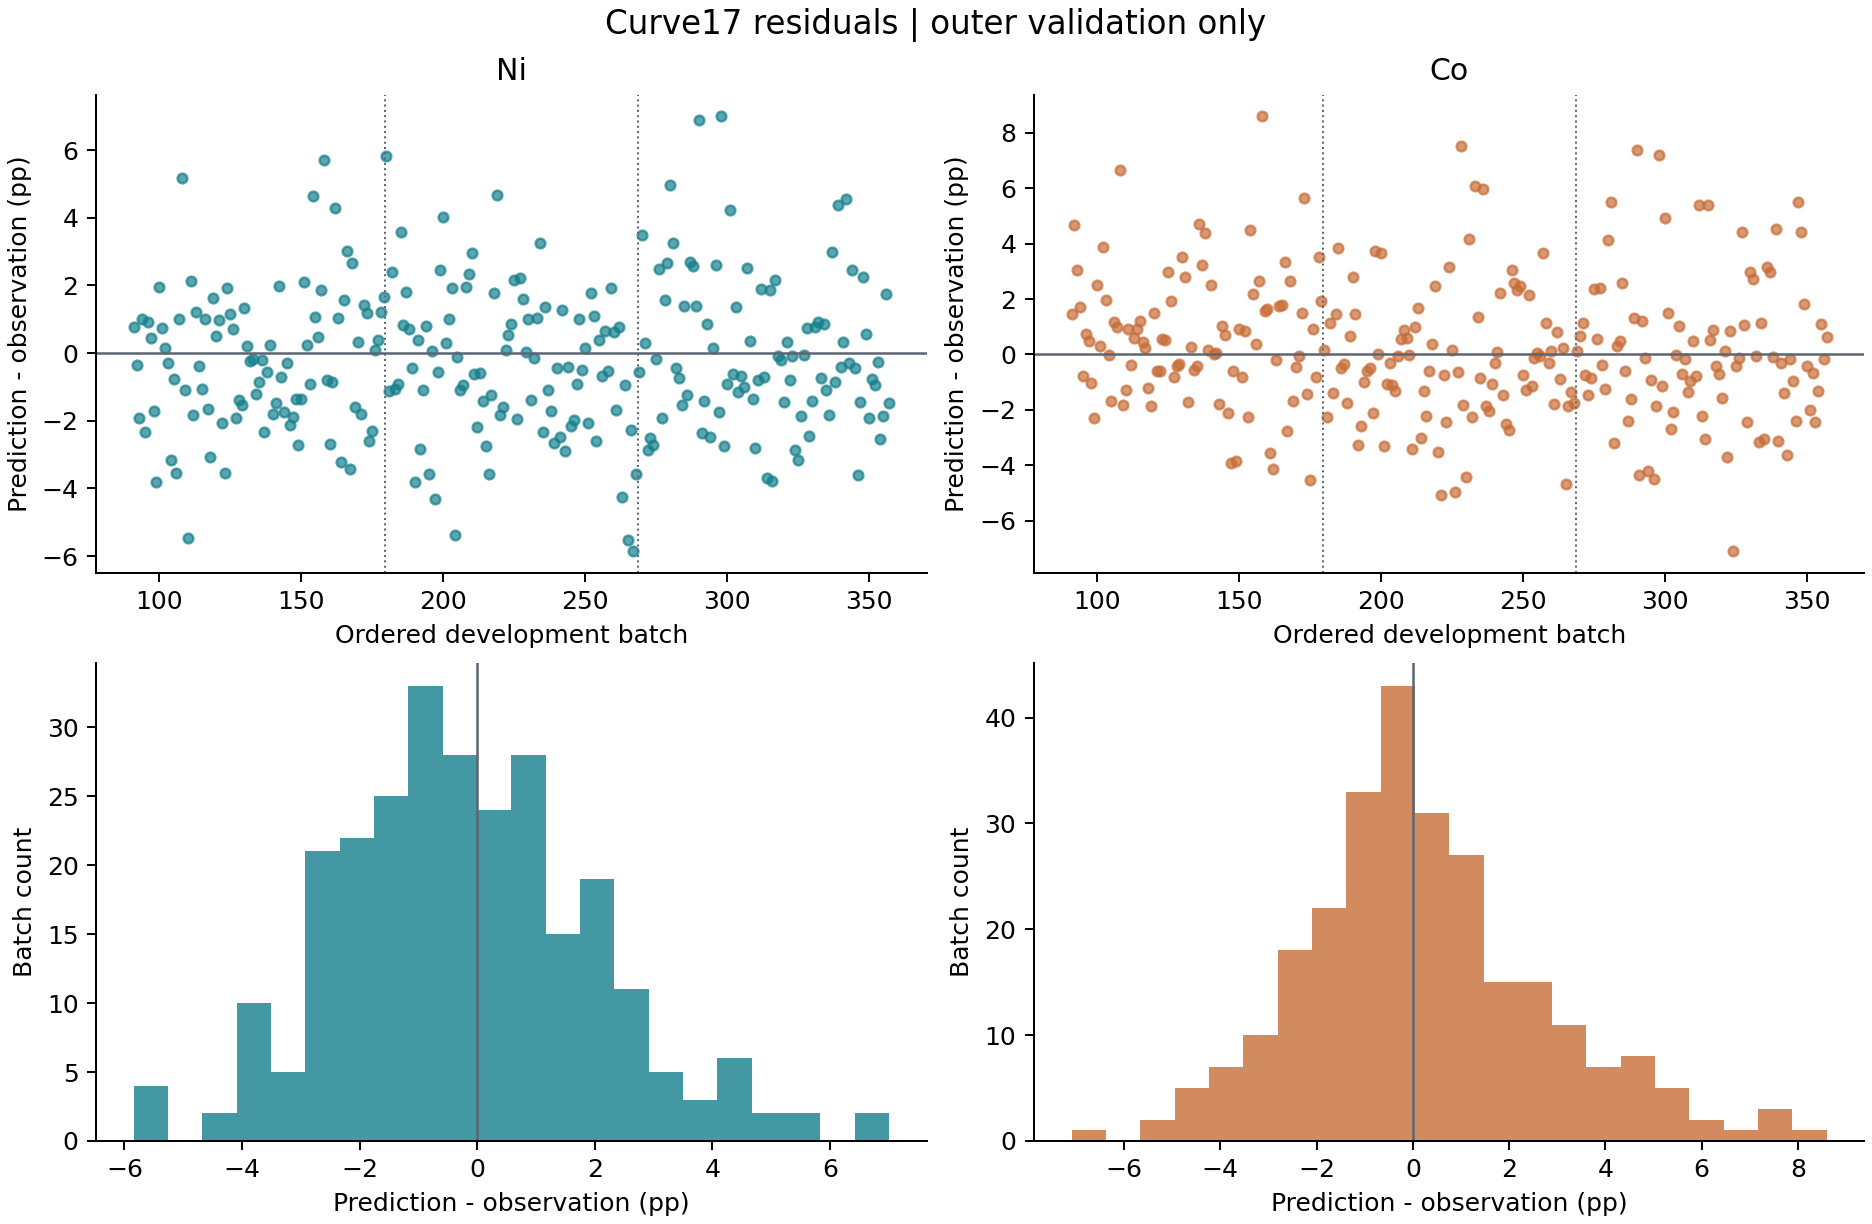 Curve17 residuals | outer validation only
Ni
Prediction - observation (pp)
6
4
2
0
−2
−4
−6
100 150 200 250 300 350
Ordered development batch
Co
Prediction - observation (pp)
8
6
4
2
0
−2
−4
−6
100 150 200 250 300 350
Ordered development batch
Batch count
30
25
20
15
10
5
0
−6 −4 −2 0 2 4 6
Prediction - observation (pp)
Batch count
40
30
20
10
0
−6 −4 −2 0 2 4 6 8
Prediction - observation (pp)